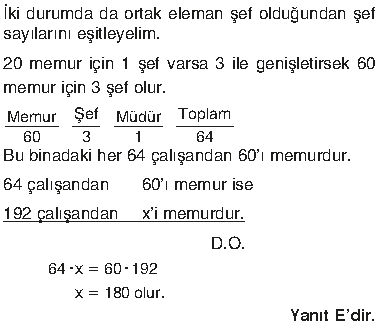 İki durumda da ortak eleman şef olduğundan şef
sayılarını eşitleyelim.
20 memur için 1 şef varsa 3 ile genişletirsek 60
memur için 3 şef olur.
Memur Şef Müdür Toplam
60 3 1 64
Bu binadaki her 64 çalışandan 60'ı memurdur.
64 çalışandan 60'ı memur ise
192 çalışandan x'i memurdur.
D.O.
64 · x = 60 · 192
x = 180 olur.
Yanıt E'dir.